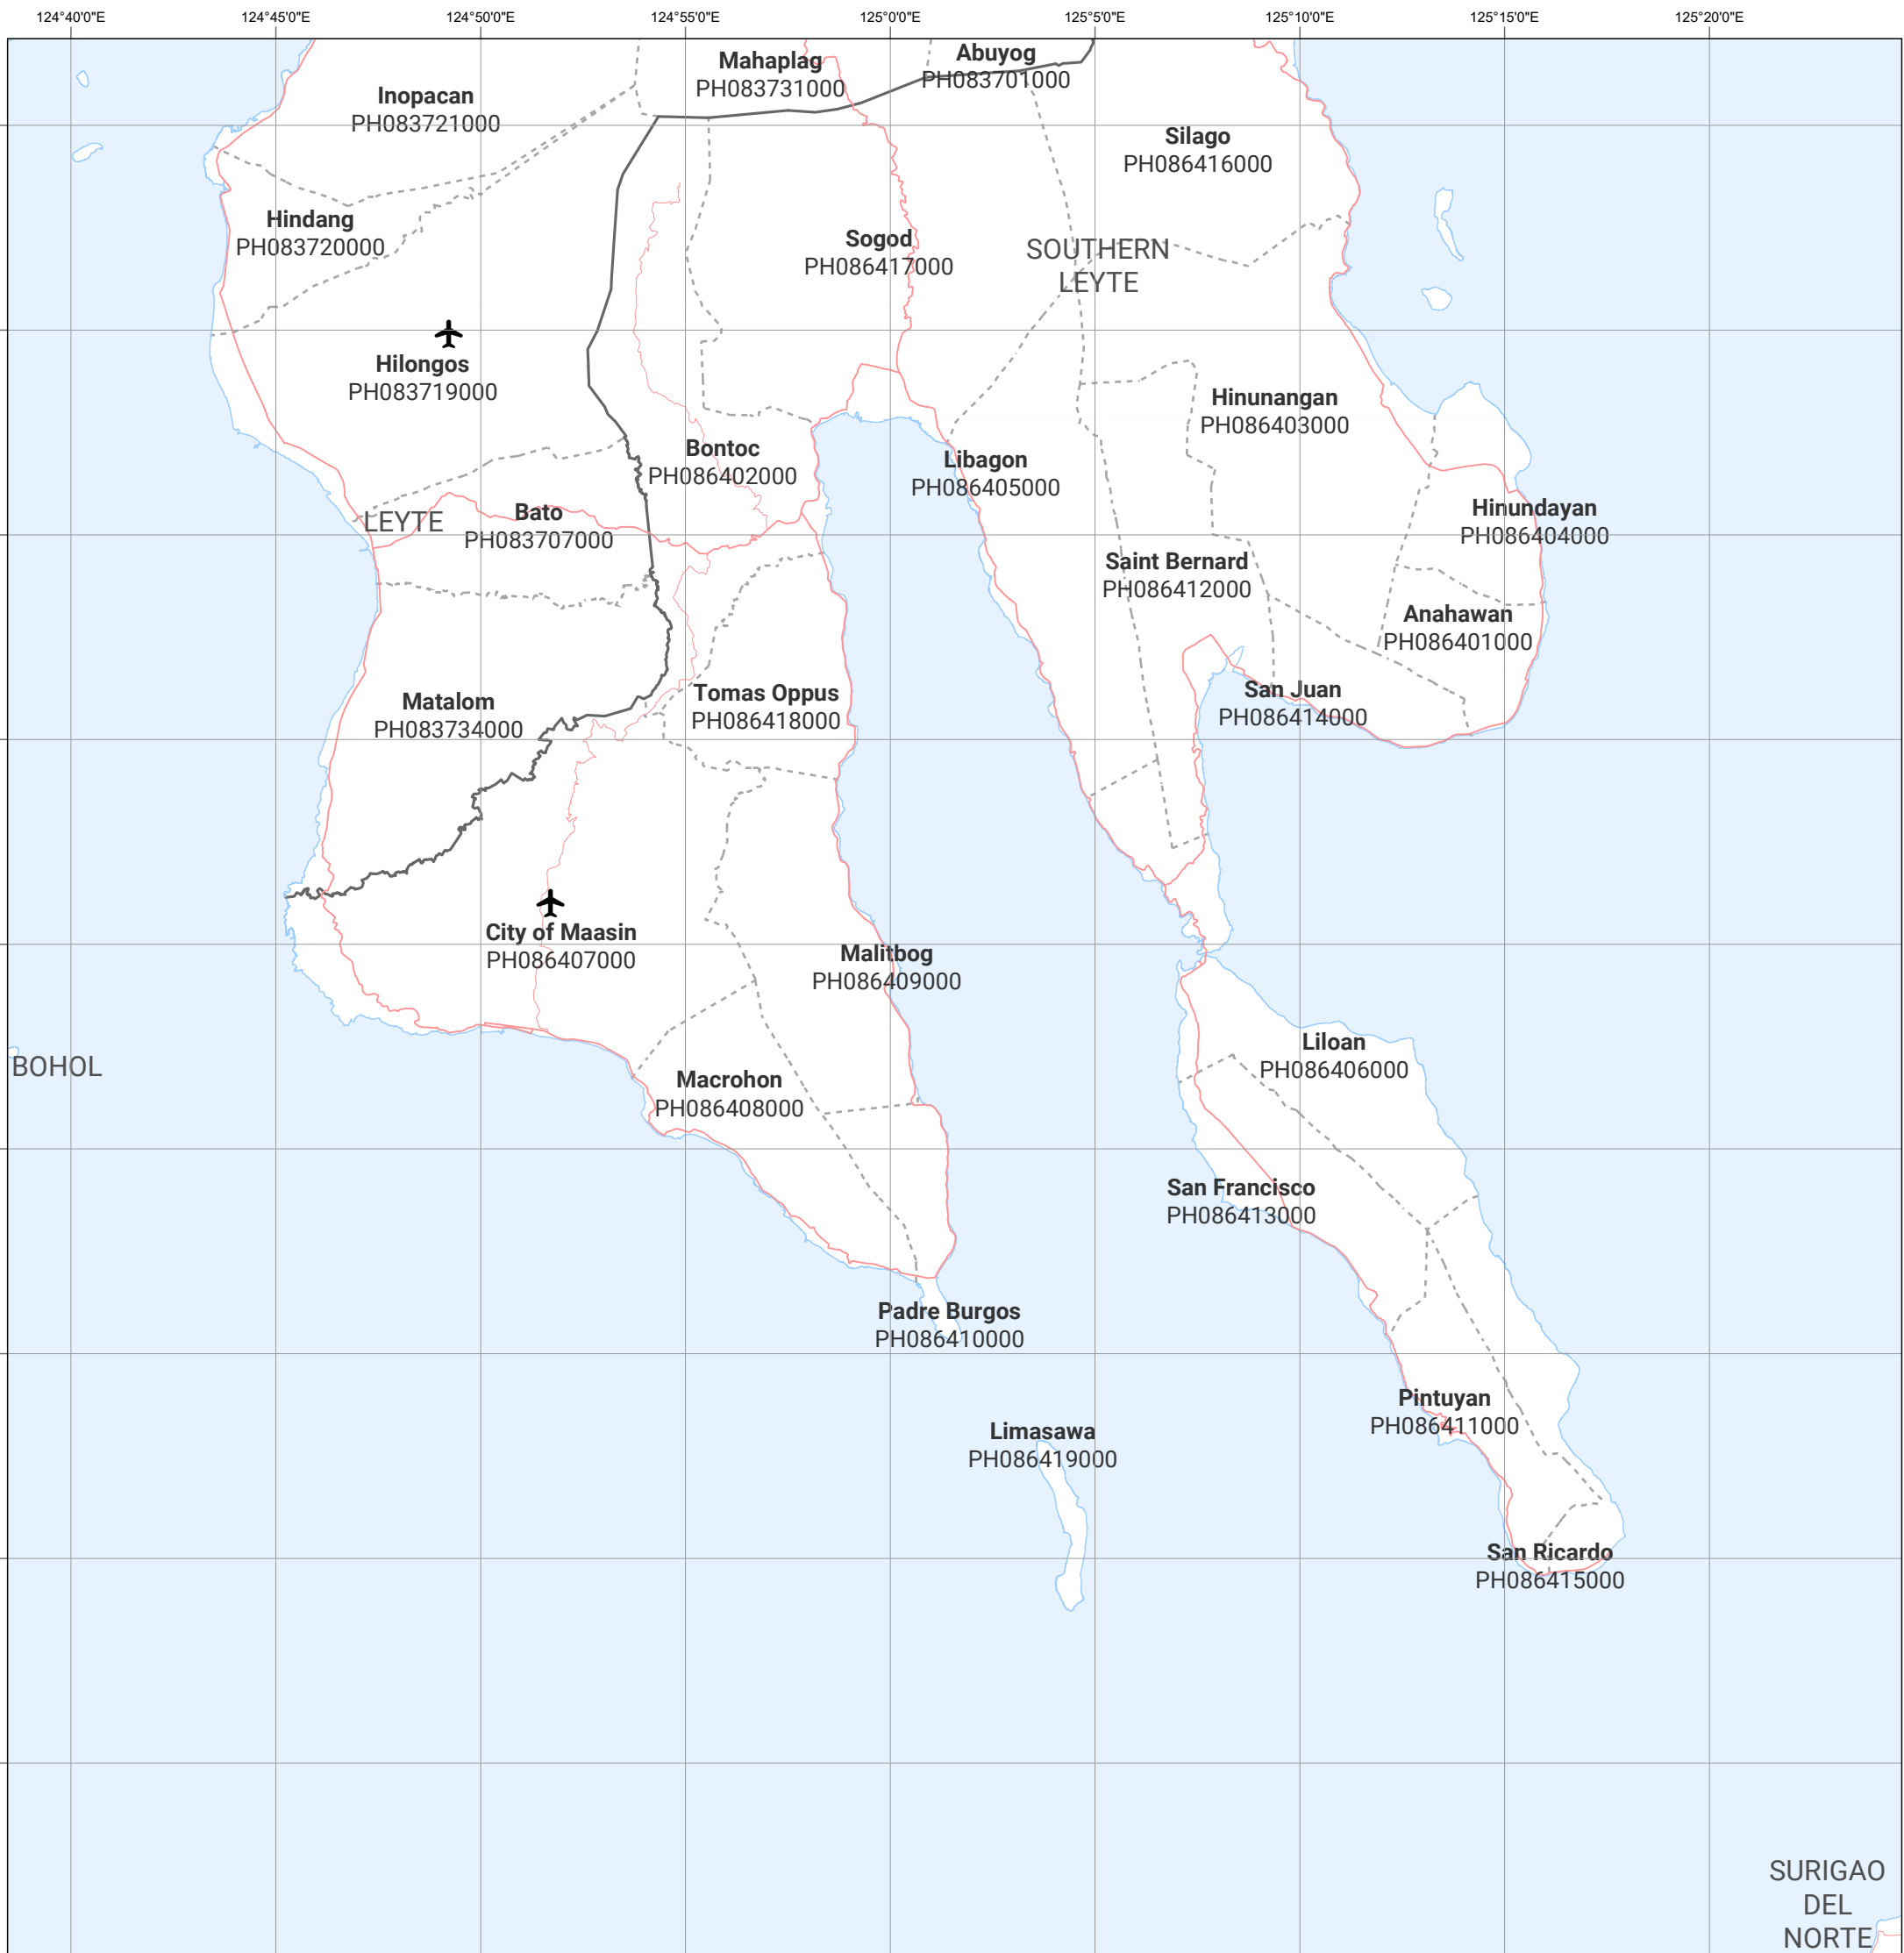 124°40'0"E
124°45'0"E
124°50'0"E
124°55'0"E
125°0'0"E
125°5'0"E
125°10'0"E
125°15'0"E
125°20'0"E
Mahaplag
PH083731000
Abuyog
PH083701000
Inopacan
PH083721000
Silago
PH086416000
Hindang
PH083720000
Sogod
PH086417000
SOUTHERN
LEYTE
Hilongos
PH083719000
Hinunangan
PH086403000
Bontoc
PH086402000
Libagon
PH086405000
LEYTE
Bato
PH083707000
Hinundayan
PH086404000
Saint Bernard
PH086412000
Anahawan
PH086401000
Matalom
PH083734000
Tomas Oppus
PH086418000
San Juan
PH086414000
City of Maasin
PH086407000
Malitbog
PH086409000
BOHOL
Liloan
PH086406000
Macrohon
PH086408000
San Francisco
PH086413000
Padre Burgos
PH086410000
Pintuyan
PH086411000
Limasawa
PH086419000
San Ricardo
PH086415000
SURIGAO
DEL
NORTE